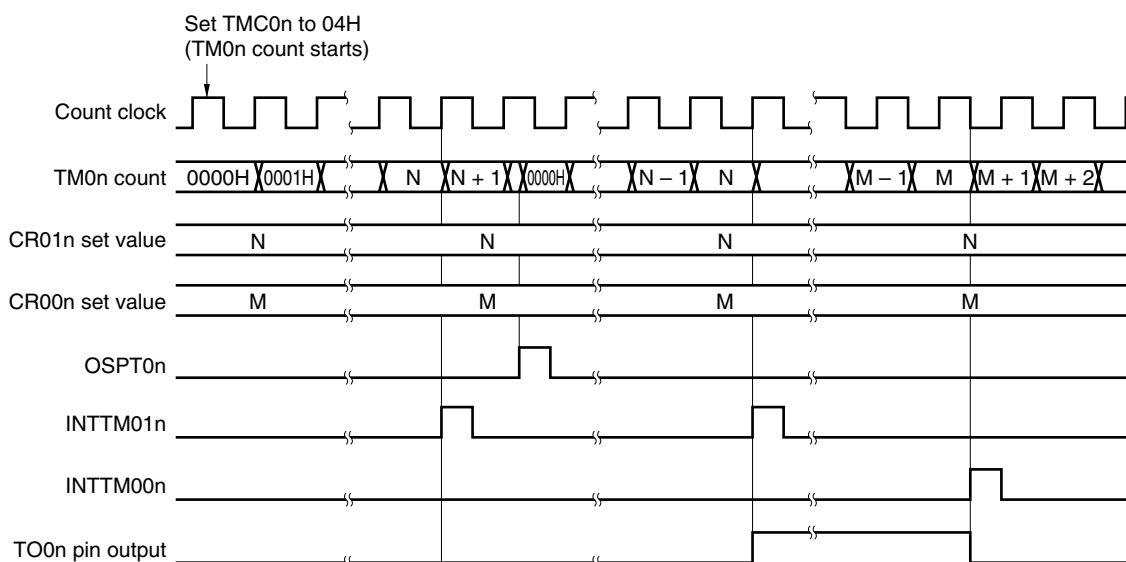 Set TMC0n to 04H
(TM0n count starts)
Count clock
TM0n count 0000H 0001H N N + 1 0000H N – 1 N M – 1 M M + 1 M + 2
CR01n set value N N N N
CR00n set value M M M M
OSPT0n
INTTM01n
INTTM00n
TO0n pin output